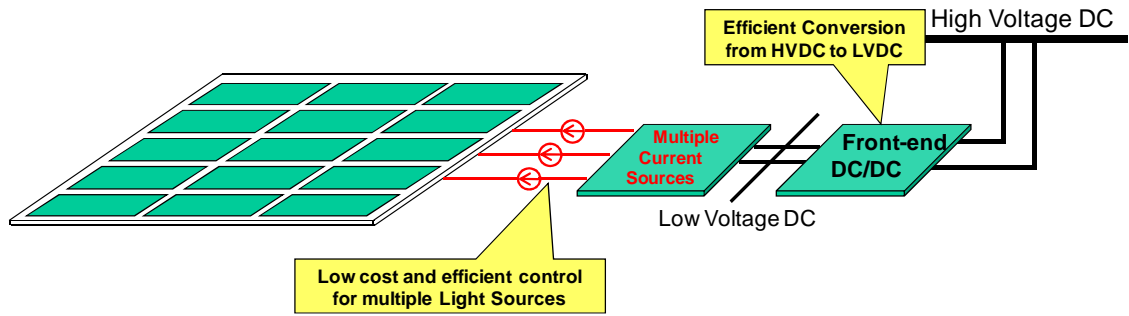 High Voltage DC
Efficient Conversion
from HVDC to LVDC
Multiple
Current
Sources
Front-end
DC/DC
Low Voltage DC
Low cost and efficient control
for multiple Light Sources